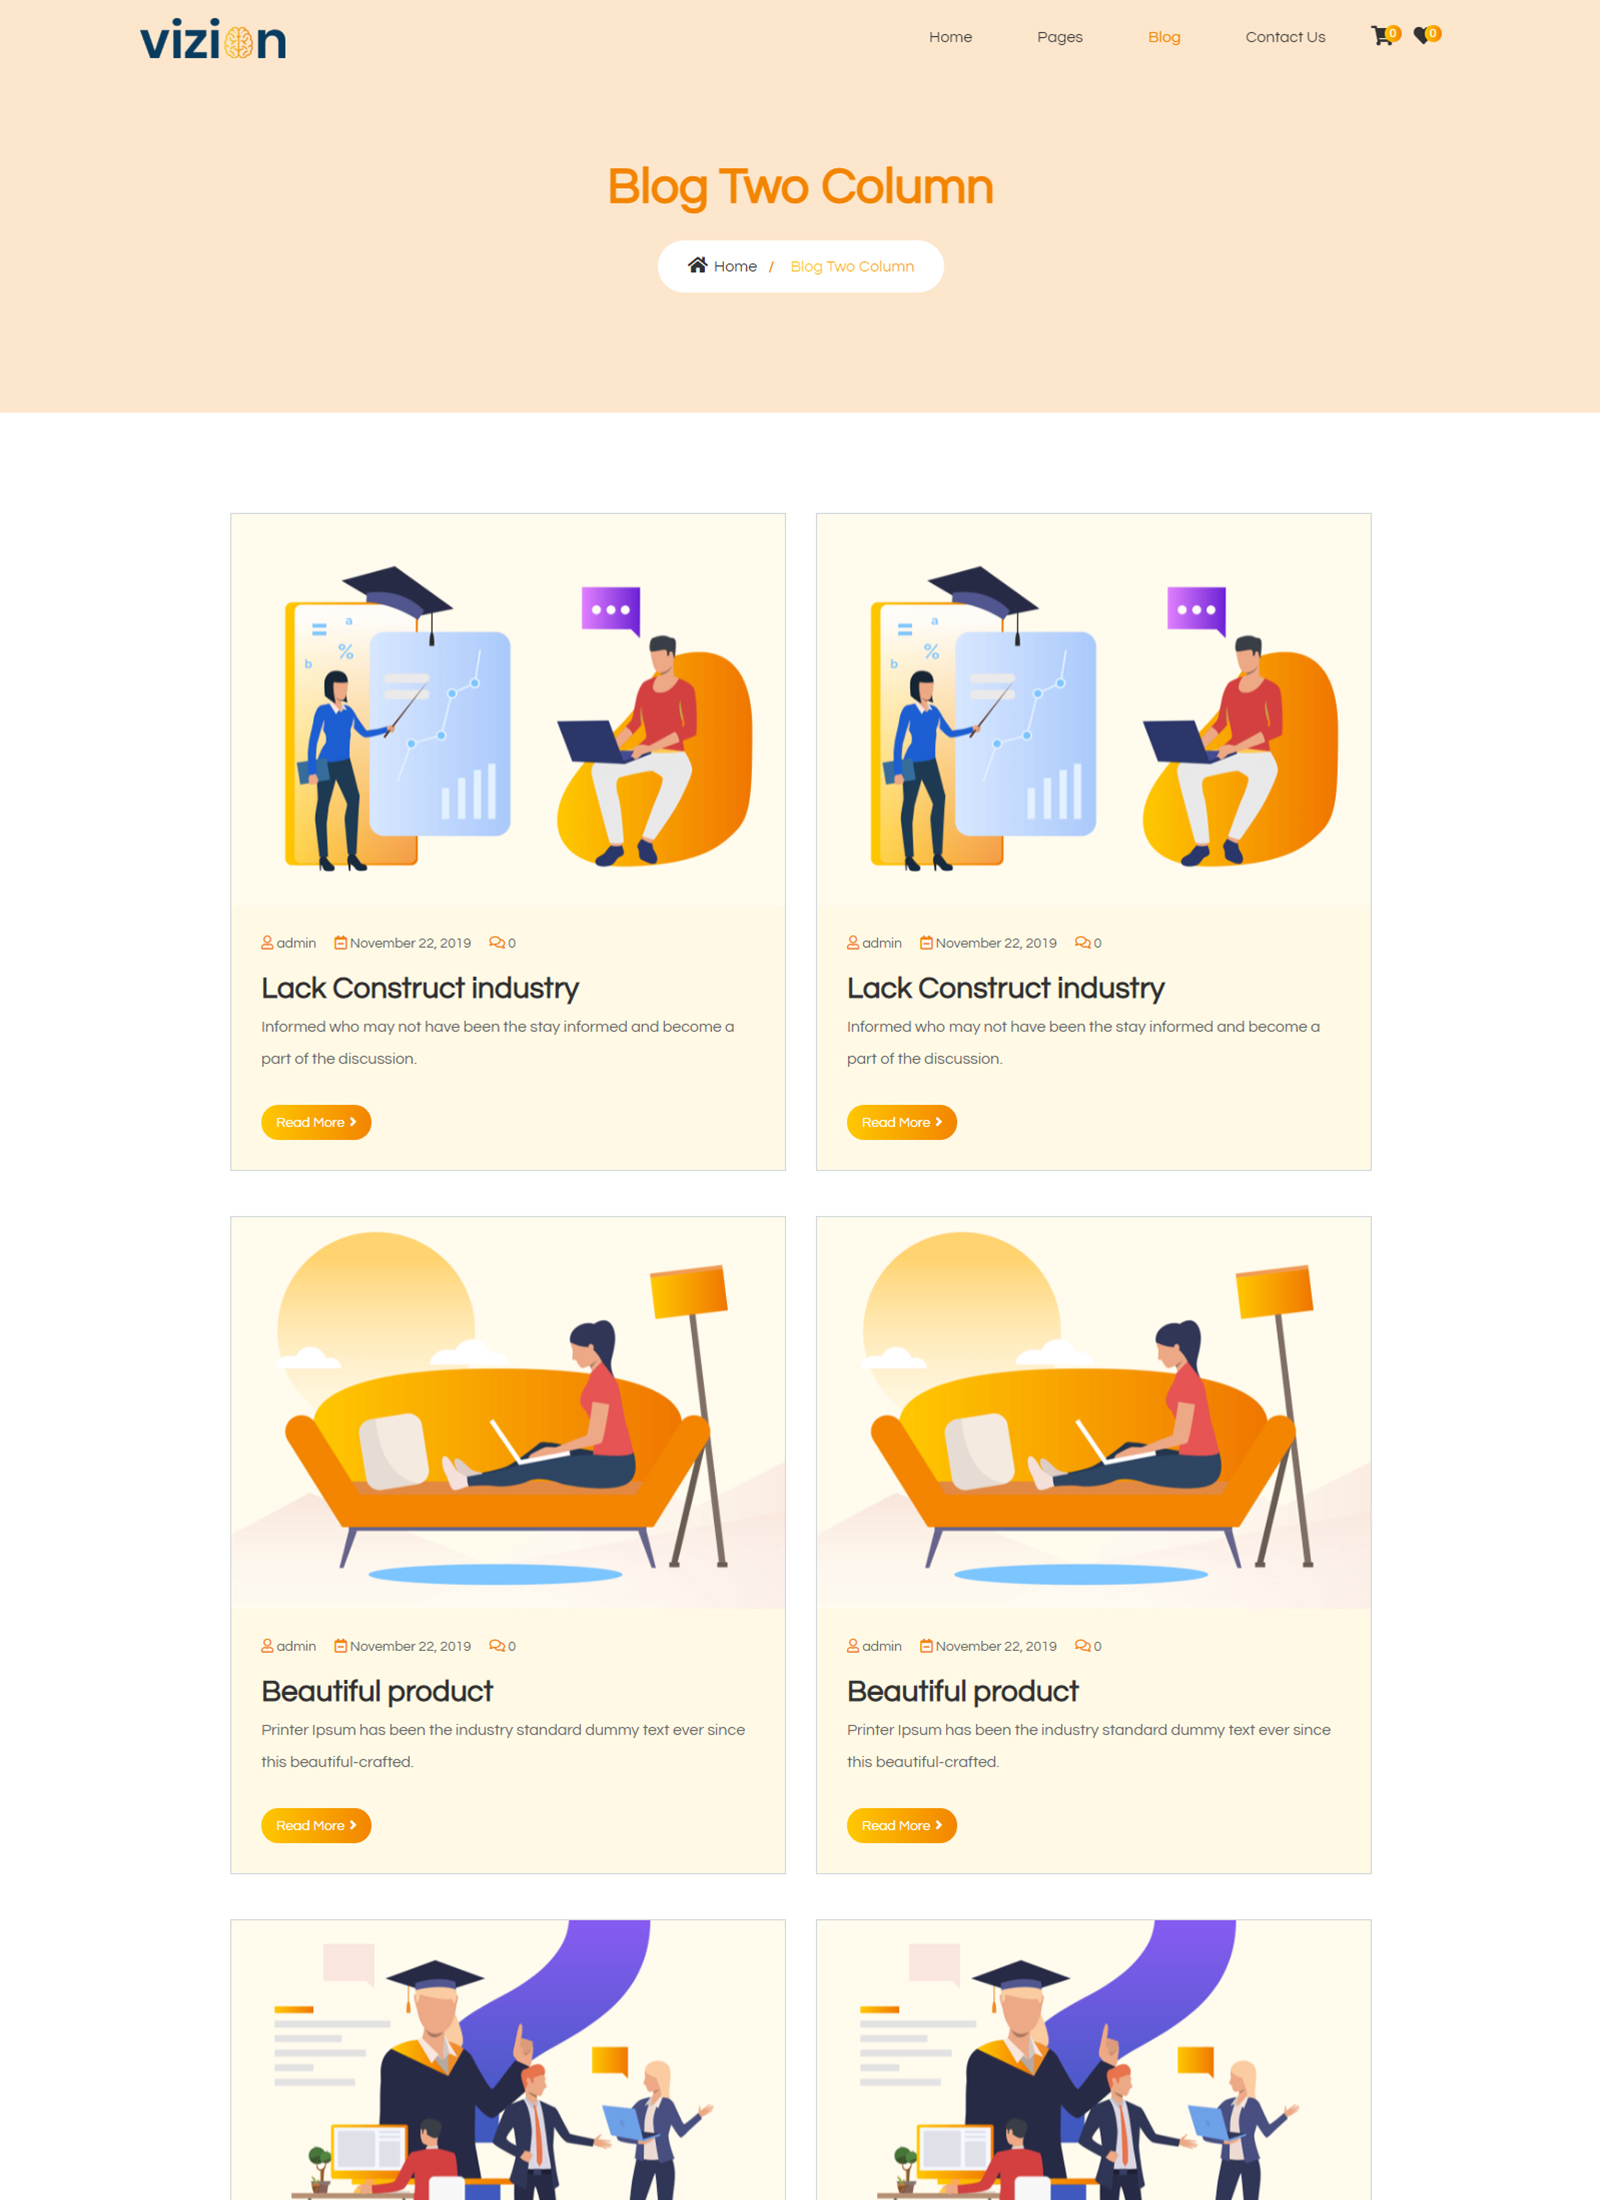 vizion
Home Pages Blog Contact Us 0 0
Blog Two Column
Home / Blog Two Column
= a
% b
admin November 22, 2019 0
Lack Construct industry
Informed who may not have been the stay informed and become a
part of the discussion.
Read More
= a
% b
admin November 22, 2019 0
Lack Construct industry
Informed who may not have been the stay informed and become a
part of the discussion.
Read More
admin November 22, 2019 0
Beautiful product
Printer Ipsum has been the industry standard dummy text ever since
this beautiful-crafted.
Read More
admin November 22, 2019 0
Beautiful product
Printer Ipsum has been the industry standard dummy text ever since
this beautiful-crafted.
Read More